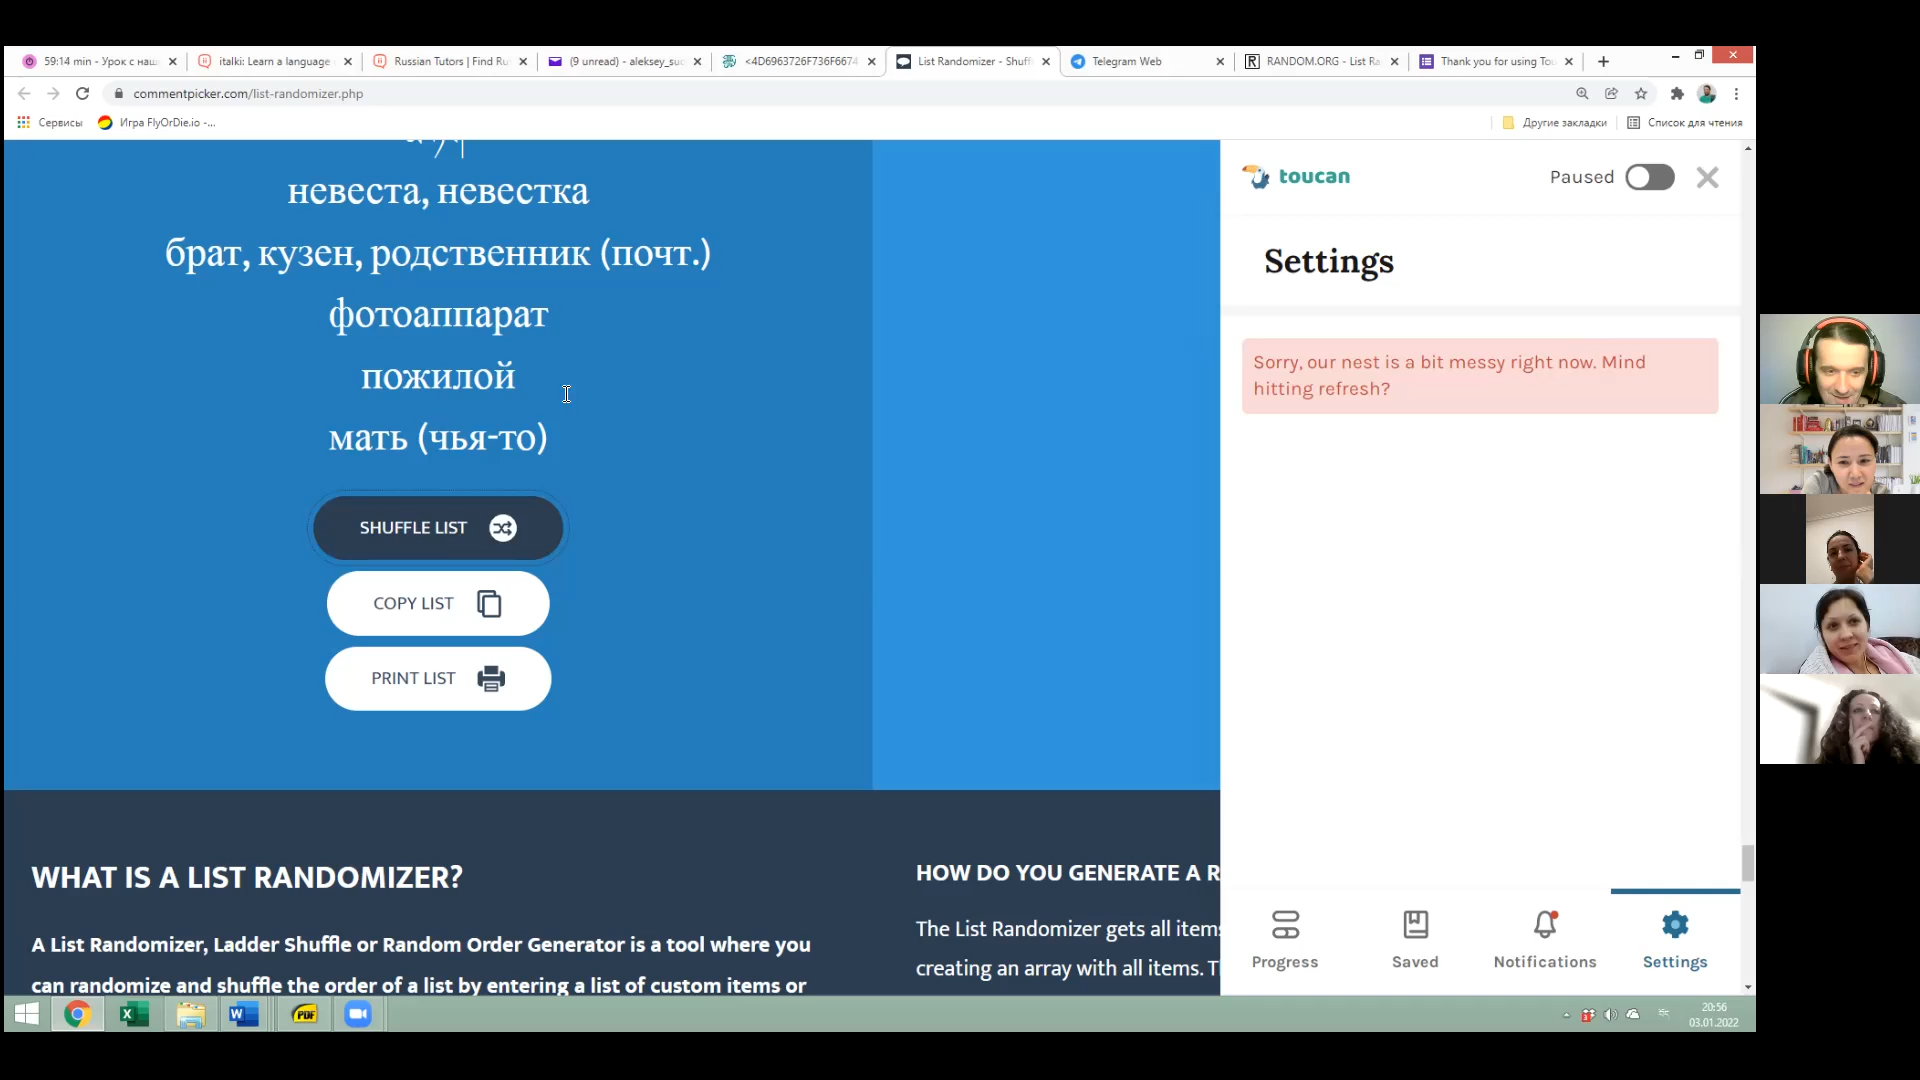 59:14 min - Урок с наш
italki: Learn a language
Russian Tutors | Find Ru
(9 unread) - aleksey_suc
<4D6963726F736F6674
List Randomizer - Shuff
Telegram Web
RANDOM.ORG - List Ra
Thank you for using Tou
commentpicker.com/list-randomizer.php
Сервисы
Игра FlyOrDie.io -...
Другие закладки
Список для чтения
невеста, невестка
брат, кузен, родственник (почт.)
фотоаппарат
пожилой
мать (чья-то)
SHUFFLE LIST
COPY LIST
PRINT LIST
WHAT IS A LIST RANDOMIZER?
A List Randomizer, Ladder Shuffle or Random Order Generator is a tool where you
can randomize and shuffle the order of a list by entering a list of custom items or
HOW DO YOU GENERATE A R
The List Randomizer gets all items
creating an array with all items. T
toucan
Paused
Settings
Sorry, our nest is a bit messy right now. Mind
hitting refresh?
Progress
Saved
Notifications
Settings
PDF
20:56
03.01.2022